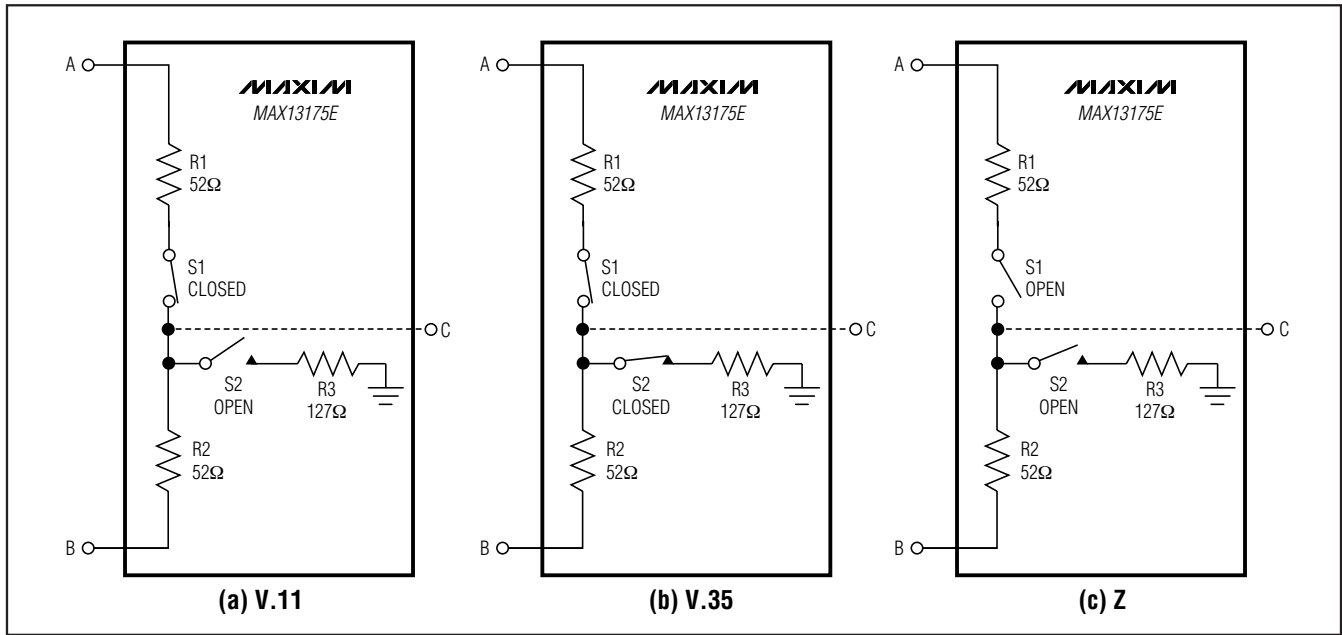 A
MAXIM
MAX13175E
R1
52Ω
S1
CLOSED
C
S2
OPEN
R3
127Ω
R2
52Ω
B
(a) V.11
A
MAXIM
MAX13175E
R1
52Ω
S1
CLOSED
C
S2
CLOSED
R3
127Ω
R2
52Ω
B
(b) V.35
A
MAXIM
MAX13175E
R1
52Ω
S1
OPEN
C
S2
OPEN
R3
127Ω
R2
52Ω
B
(c) Z